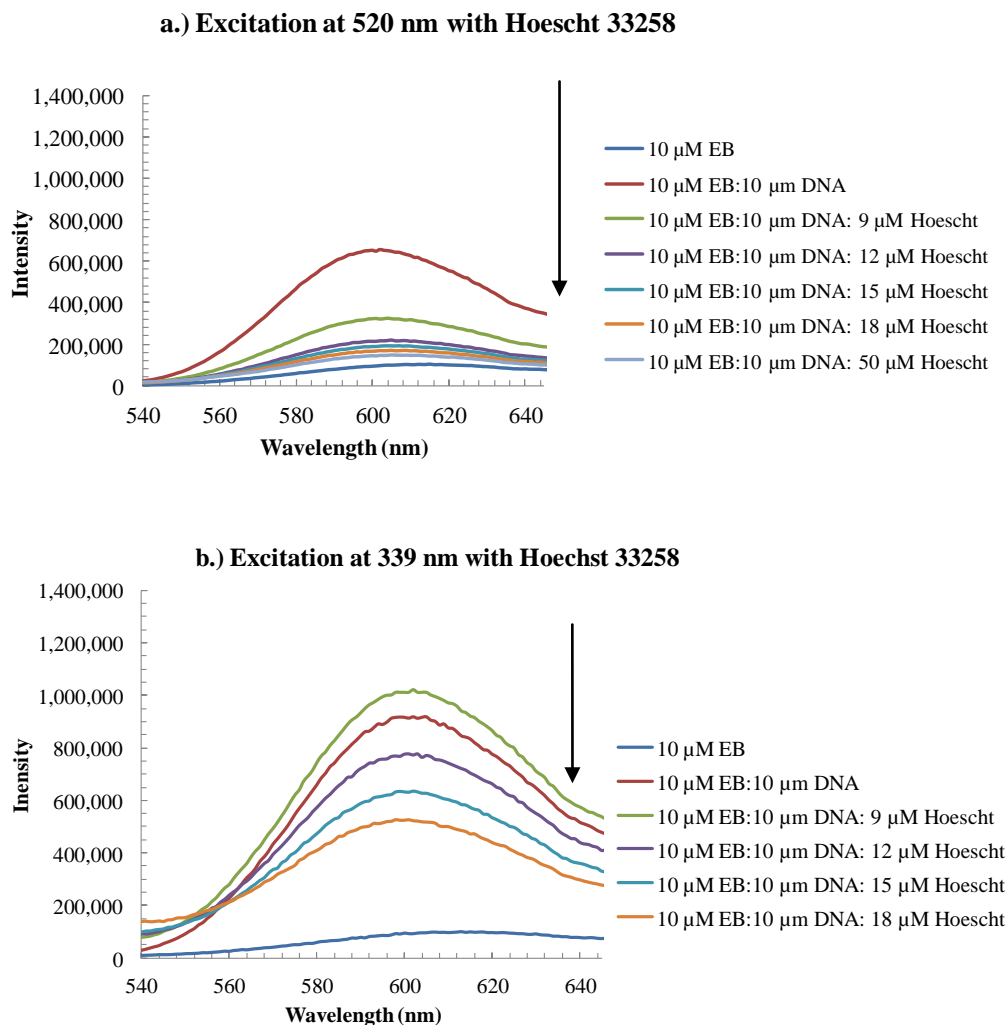 a.) Excitation at 520 nm with Hoescht 33258
1,400,000
1,200,000
1,000,000
800,000
600,000
400,000
200,000
0
Intensity
540 560 580 600 620 640
Wavelength (nm)
10 µM EB
10 µM EB:10 µm DNA
10 µM EB:10 µm DNA: 9 µM Hoescht
10 µM EB:10 µm DNA: 12 µM Hoescht
10 µM EB:10 µm DNA: 15 µM Hoescht
10 µM EB:10 µm DNA: 18 µM Hoescht
10 µM EB:10 µm DNA: 50 µM Hoescht
b.) Excitation at 339 nm with Hoechst 33258
1,400,000
1,200,000
1,000,000
800,000
600,000
400,000
200,000
0
Inensity
540 560 580 600 620 640
Wavelength (nm)
10 µM EB
10 µM EB:10 µm DNA
10 µM EB:10 µm DNA: 9 µM Hoescht
10 µM EB:10 µm DNA: 12 µM Hoescht
10 µM EB:10 µm DNA: 15 µM Hoescht
10 µM EB:10 µm DNA: 18 µM Hoescht